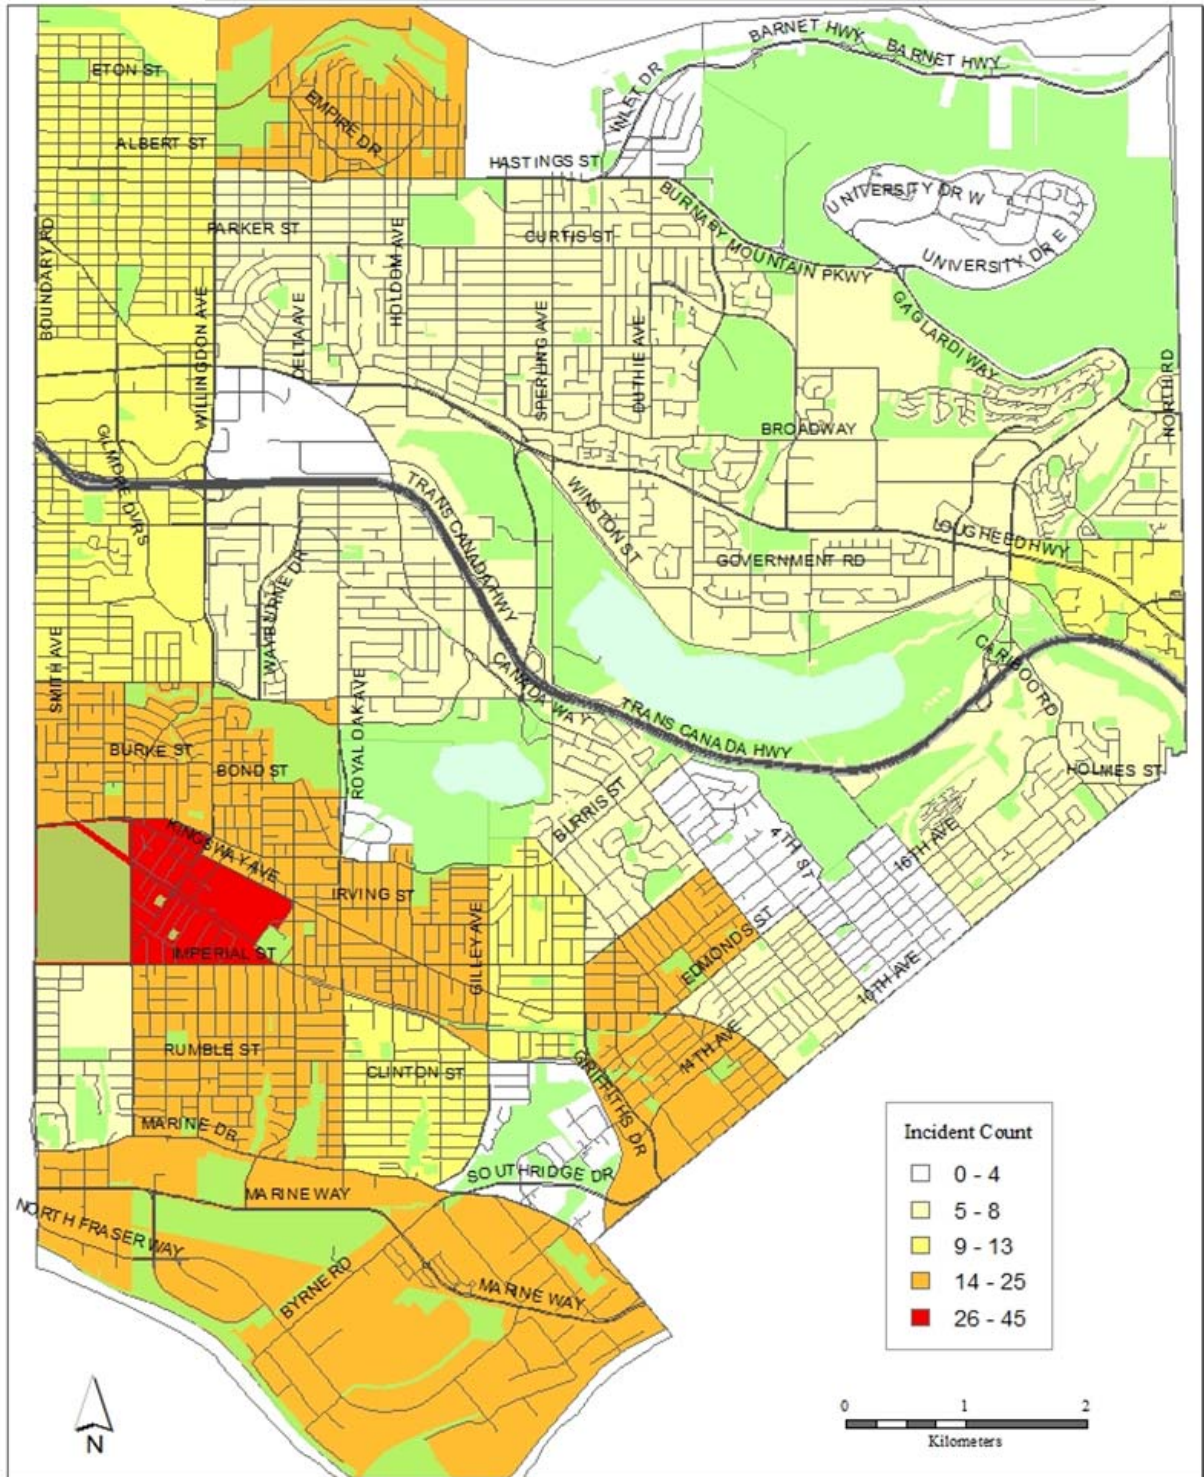 BARNET HWY
BARNET HWY
ETON ST
INLET DR
EMPIRE DR
ALBERT ST
HASTINGS ST
UNIVERSITY DR W
BURNABY MOUNTAIN PKWY
PARKER ST
CURTIS ST
UNIVERSITY DR E
BOUNDARY RD
HOLDOM AVE
WILLINGDON AVE
DELTA AVE
SPERLING AVE
DUTHIE AVE
GAGLARDI WAY
NORTH RD
BROADWAY
GILMORE DVRS
TRANS CANADA HWY
WINSTON ST
LOUGHEED HWY
GOVERNMENT RD
WAYBURNE DR
SMITH AVE
CANADA WAY
CARIBOO RD
ROYAL OAK AVE
TRANS CANADA HWY
BURKE ST
BOND ST
HOLMES ST
BURRIS ST
4TH ST
16TH AVE
KINGSWAY AVE
IRVING ST
GILLEY AVE
EDMONDS ST
IMPERIAL ST
10TH AVE
RUMBLE ST
14TH AVE
CLINTON ST
GRIFFITHS DR
MARINE DR
SOUTHRIDGE DR
MARINE WAY
NORTH FRASER WAY
BYRNE RD
MARINE WAY
Incident Count
0 - 4
5 - 8
9 - 13
14 - 25
26 - 45
N
0 1 2
Kilometers